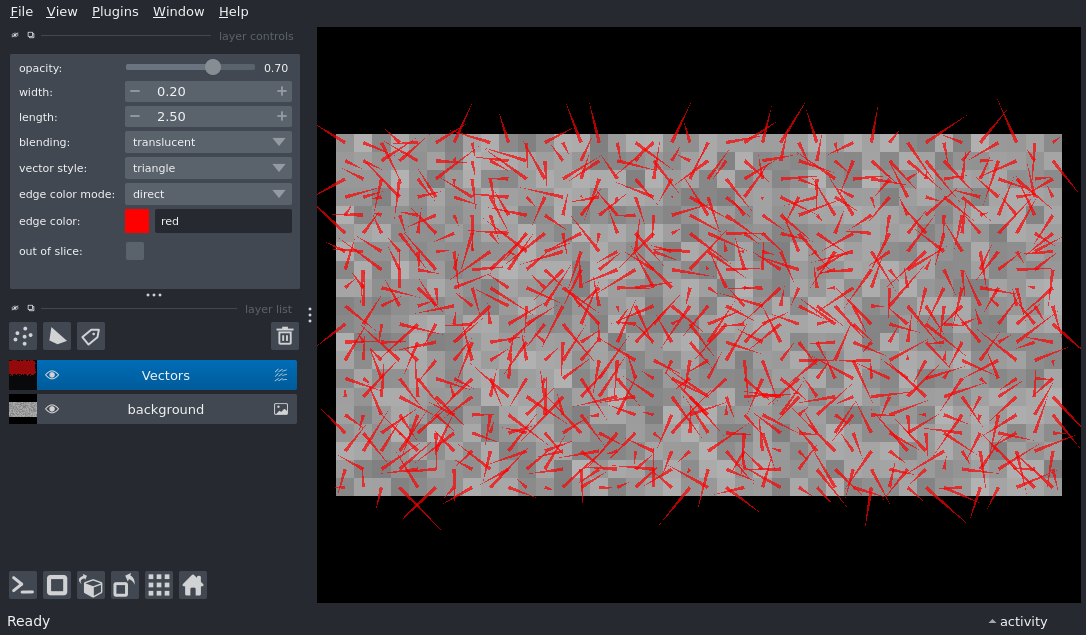 File View Plugins Window Help
layer controls
opacity: 0.70
width: − 0.20 +
length: − 2.50 +
blending: translucent
vector style: triangle
edge color mode: direct
edge color: red
out of slice:
layer list
Vectors
background
Ready
activity